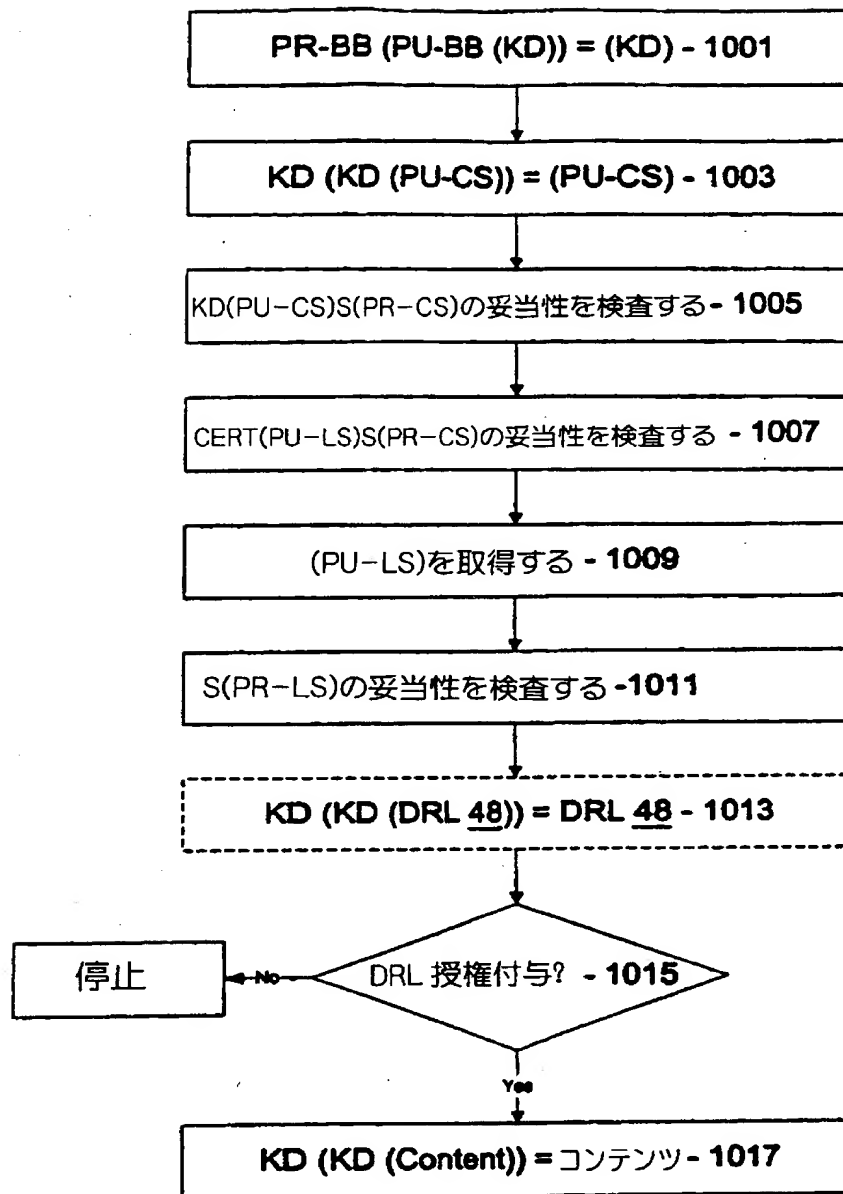 PR-BB (PU-BB (KD)) = (KD) - 1001
KD (KD (PU-CS)) = (PU-CS) - 1003
KD(PU-CS)S(PR-CS)の妥当性を検査する- 1005
CERT(PU-LS)S(PR-CS)の妥当性を検査する - 1007
(PU-LS)を取得する - 1009
S(PR-LS)の妥当性を検査する -1011
KD (KD (DRL 48)) = DRL 48 - 1013
DRL 授権付与? - 1015
No
停止
Yes
KD (KD (Content)) = コンテンツ - 1017